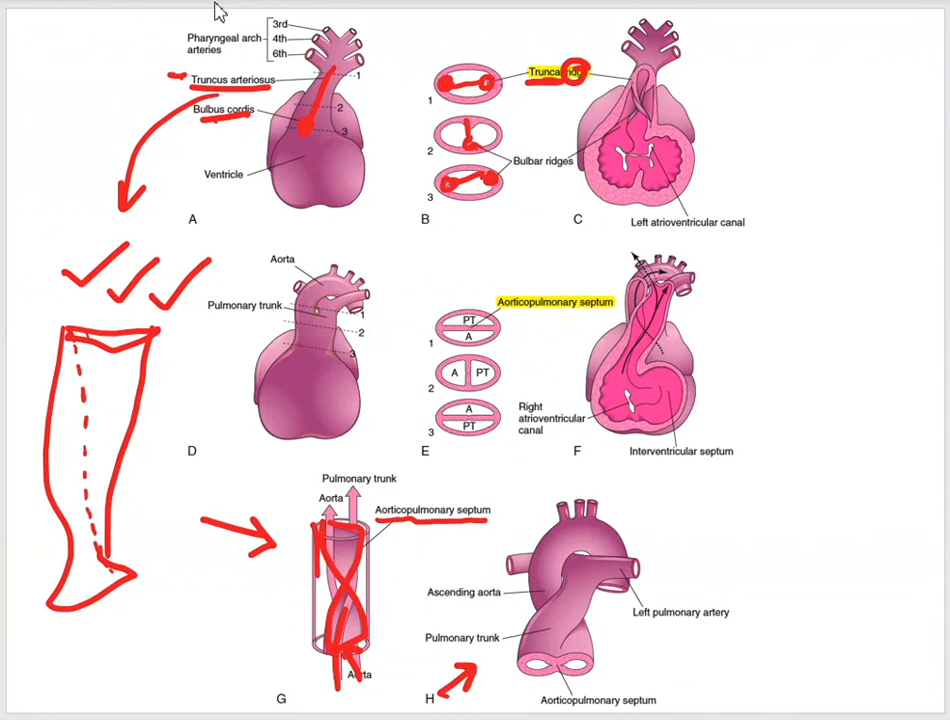 3rd
Pharyngeal arch
arteries
4th
6th
Truncus arteriosus
Bulbus cordis
Ventricle
1
2
3
A
1
2
3
Bulbar ridges
B
Left atrioventricular canal
C
Aorta
Pulmonary trunk
1
2
3
D
Aorticopulmonary septum
PT
A
1
A PT
2
A
PT
3
E
Right
atrioventricular
canal
Interventricular septum
F
Pulmonary trunk
Aorta
Aorticopulmonary septum
Aorta
G
Ascending aorta
Left pulmonary artery
Pulmonary trunk
Aorticopulmonary septum
H